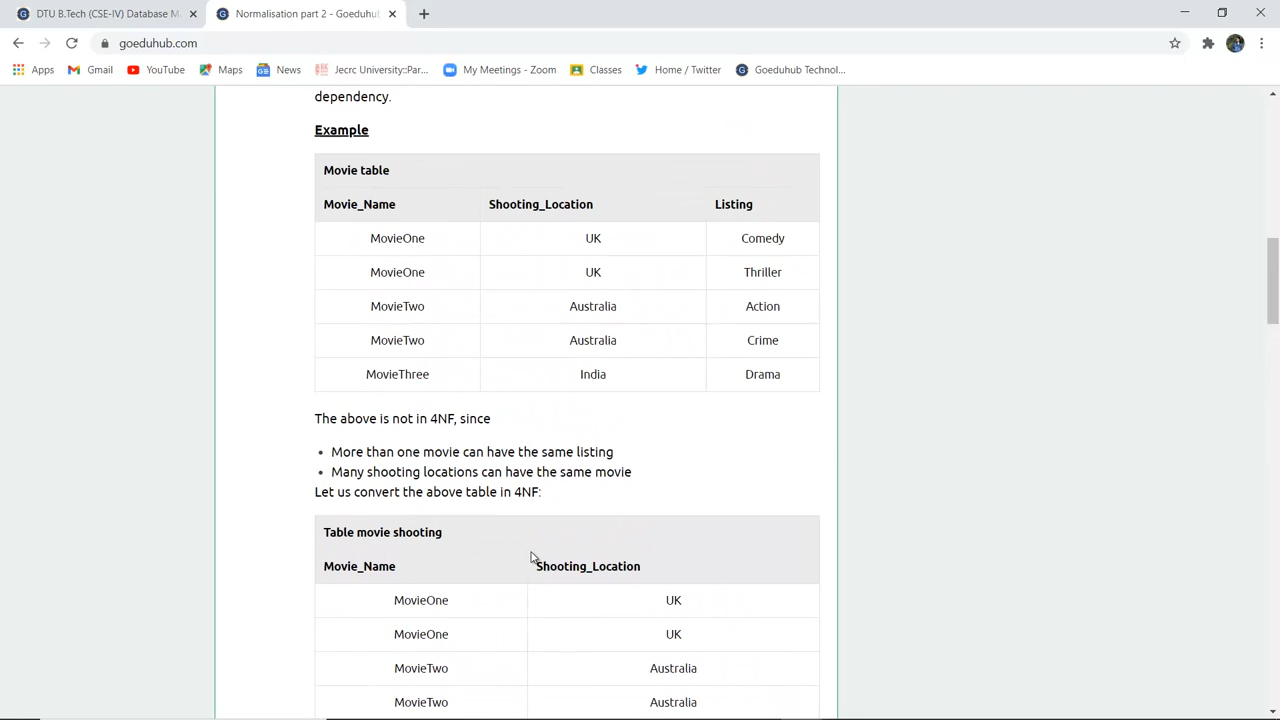 DTU B.Tech (CSE-IV) Database M
Normalisation part 2 - Goeduhub
goeduhub.com
Apps
Gmail
YouTube
Maps
News
Jecrc University::Par...
My Meetings - Zoom
Classes
Home / Twitter
Goeduhub Technol...
dependency.
Example
Movie table
Movie_Name Shooting_Location Listing
MovieOne UK Comedy
MovieOne UK Thriller
MovieTwo Australia Action
MovieTwo Australia Crime
MovieThree India Drama
The above is not in 4NF, since
• More than one movie can have the same listing
• Many shooting locations can have the same movie
Let us convert the above table in 4NF:
Table movie shooting
Movie_Name Shooting_Location
MovieOne UK
MovieOne UK
MovieTwo Australia
MovieTwo Australia